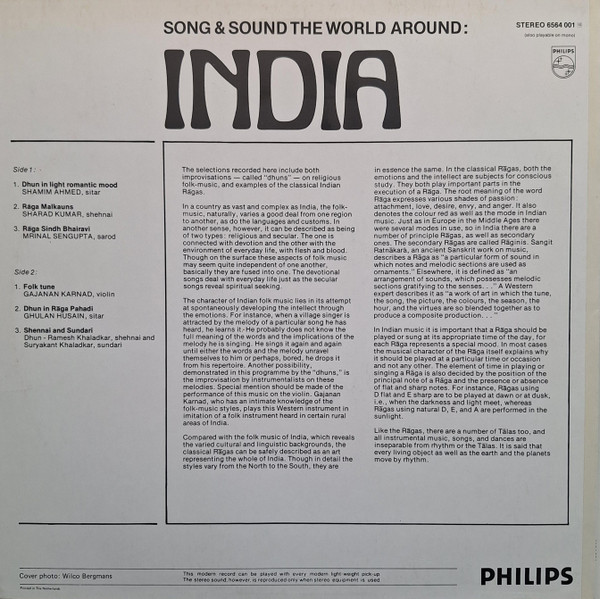 SONG & SOUND THE WORLD AROUND:
STEREO 6564 001
(also playable on mono)
INDIA
PHILIPS
Side 1:
1. Dhun in light romantic mood
SHAMIM AHMED, sitar
2. Rāga Malkauns
SHARAD KUMAR, shehnai
3. Rāga Sindh Bhairavi
MRINAL SENGUPTA, sarod
Side 2:
1. Folk tune
GAJANAN KARNAD, violin
2. Dhun in Rāga Pahadi
GHULAN HUSAIN, sitar
3. Shennai and Sundari
Dhun - Ramesh Khaladkar, shehnai and
Suryakant Khaladkar, sundari
The selections recorded here include both
improvisations — called "dhuns" — on religious
folk-music, and examples of the classical Indian
Rāgas.
In a country as vast and complex as India, the folk-
music, naturally, varies a good deal from one region
to another, as do the languages and customs. In
another sense, however, it can be described as being
of two types: religious and secular. The one is
connected with devotion and the other with the
environment of everyday life, with flesh and blood.
Though on the surface these aspects of folk music
may seem quite independent of one another,
basically they are fused into one. The devotional
songs deal with everyday life just as the secular
songs reveal spiritual seeking.
The character of Indian folk music lies in its attempt
at spontaneously developing the intellect through
the emotions. For instance, when a village singer is
attracted by the melody of a particular song he has
heard, he learns it. He probably does not know the
full meaning of the words and the implications of the
melody he is singing. He sings it again and again
until either the words and the melody unravel
themselves to him or perhaps, bored, he drops it
from his repertoire. Another possibility,
demonstrated in this programme by the "dhuns," is
the improvisation by instrumentalists on these
melodies. Special mention should be made of the
performance of this music on the violin. Gajanan
Karnad, who has an intimate knowledge of the
folk-music styles, plays this Western instrument in
imitation of a folk instrument heard in certain rural
areas of India.
Compared with the folk music of India, which reveals
the varied cultural and linguistic backgrounds, the
classical Rāgas can be safely described as an art
representing the whole of India. Though in detail the
styles vary from the North to the South, they are
in essence the same. In the classical Rāgas, both the
emotions and the intellect are subjects for conscious
study. They both play important parts in the
execution of a Rāga. The root meaning of the word
Rāga expresses various shades of passion:
attachment, love, desire, envy, and anger. It also
denotes the colour red as well as the mode in Indian
music. Just as in Europe in the Middle Ages there
were several modes in use, so in India there are a
number of principle Rāgas, as well as secondary
ones. The secondary Rāgas are called Rāginis. Sangit
Ratnākarā, an ancient Sanskrit work on music,
describes a Rāga as "a particular form of sound in
which notes and melodic sections are used as
ornaments." Elsewhere, it is defined as "an
arrangement of sounds, which possesses melodic
sections gratifying to the senses. . ." A Western
expert describes it as "a work of art in which the tune,
the song, the picture, the colours, the season, the
hour, and the virtues are so blended together as to
produce a composite production. . . ."
In Indian music it is important that a Rāga should be
played or sung at its appropriate time of the day, for
each Rāga represents a special mood. In most cases
the musical character of the Rāga itself explains why
it should be played at a particular time or occasion
and not any other. The element of time in playing or
singing a Rāga is also decided by the position of the
principal note of a Rāga and the presence or absence
of flat and sharp notes. For instance, Rāgas using
D flat and E sharp are to be played at dawn or at dusk,
i.e., when the darkness and light meet, whereas
Rāgas using natural D, E, and A are performed in the
sunlight.
Like the Rāgas, there are a number of Tālas too, and
all instrumental music, songs, and dances are
inseparable from rhythm or the Tālas. It is said that
every living object as well as the earth and the planets
move by rhythm.
Cover photo: Wilco Bergmans
This modern record can be played with every modern light-weight pick-up
The stereo sound, however, is reproduced only when stereo equipment is used
PHILIPS
Printed in The Netherlands